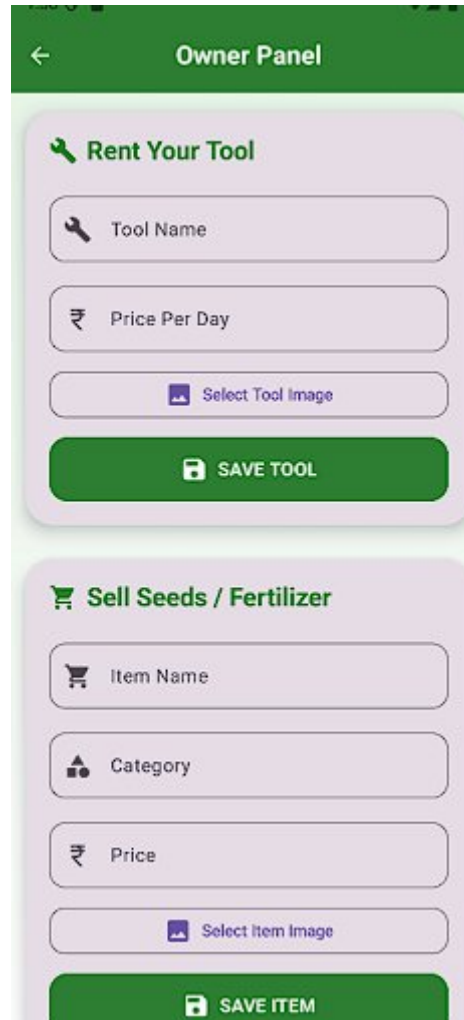 Owner Panel
Rent Your Tool
Tool Name
₹ Price Per Day
Select Tool Image
SAVE TOOL
Sell Seeds / Fertilizer
Item Name
Category
₹ Price
Select Item Image
SAVE ITEM